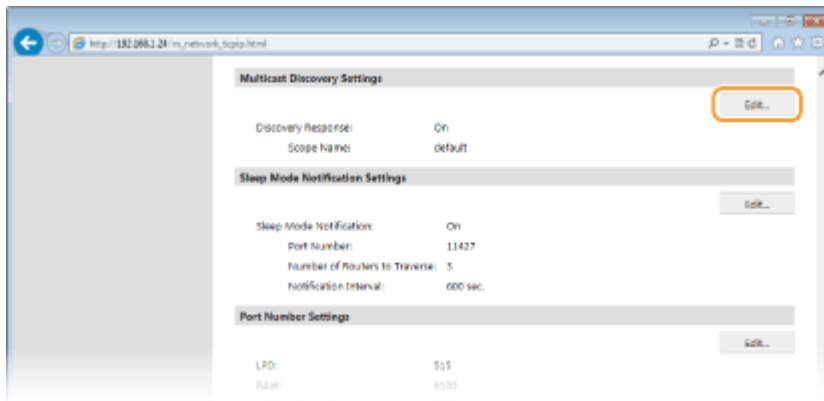 http://192.168.1.24/m_network_tcpip.html
Multicast Discovery Settings
Edit...
Discovery Response: On
Scope Name: default
Sleep Mode Notification Settings
Edit...
Sleep Mode Notification: On
Port Number: 11427
Number of Routers to Traverse: 3
Notification Interval: 600 sec.
Port Number Settings
Edit...
LPD: 515
RAW: 9100